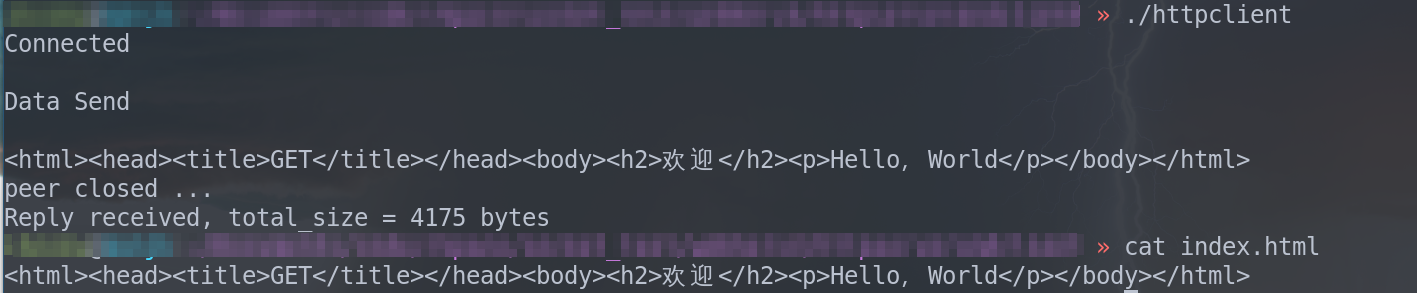 » ./httpclient
Connected
Data Send
<html><head><title>GET</title></head><body><h2>欢迎</h2><p>Hello, World</p></body></html>
peer closed ...
Reply received, total_size = 4175 bytes
» cat index.html
<html><head><title>GET</title></head><body><h2>欢迎</h2><p>Hello, World</p></body></html>